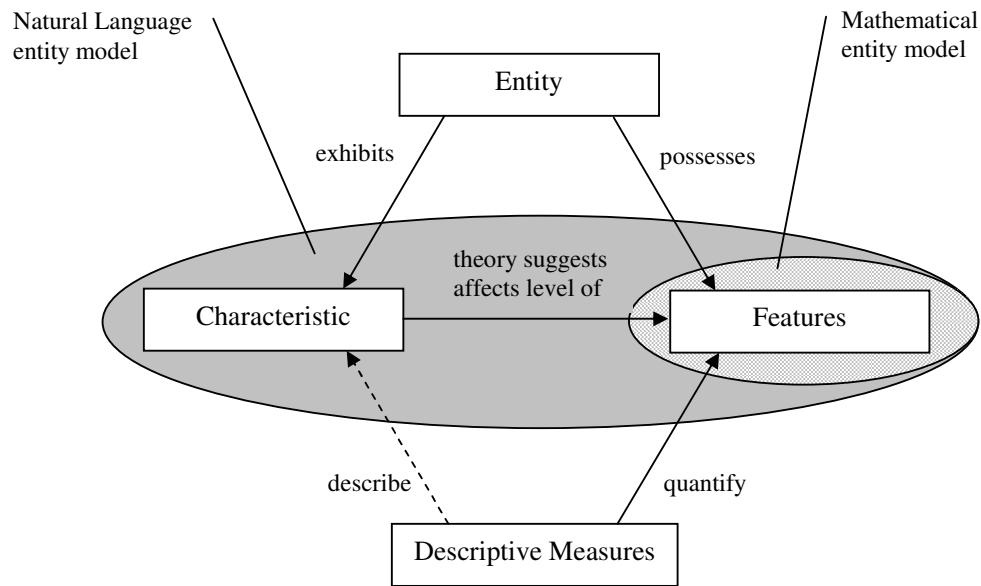 Natural Language
entity model
Mathematical
entity model
Entity
exhibits
possesses
theory suggests
affects level of
Characteristic
Features
describe
quantify
Descriptive Measures